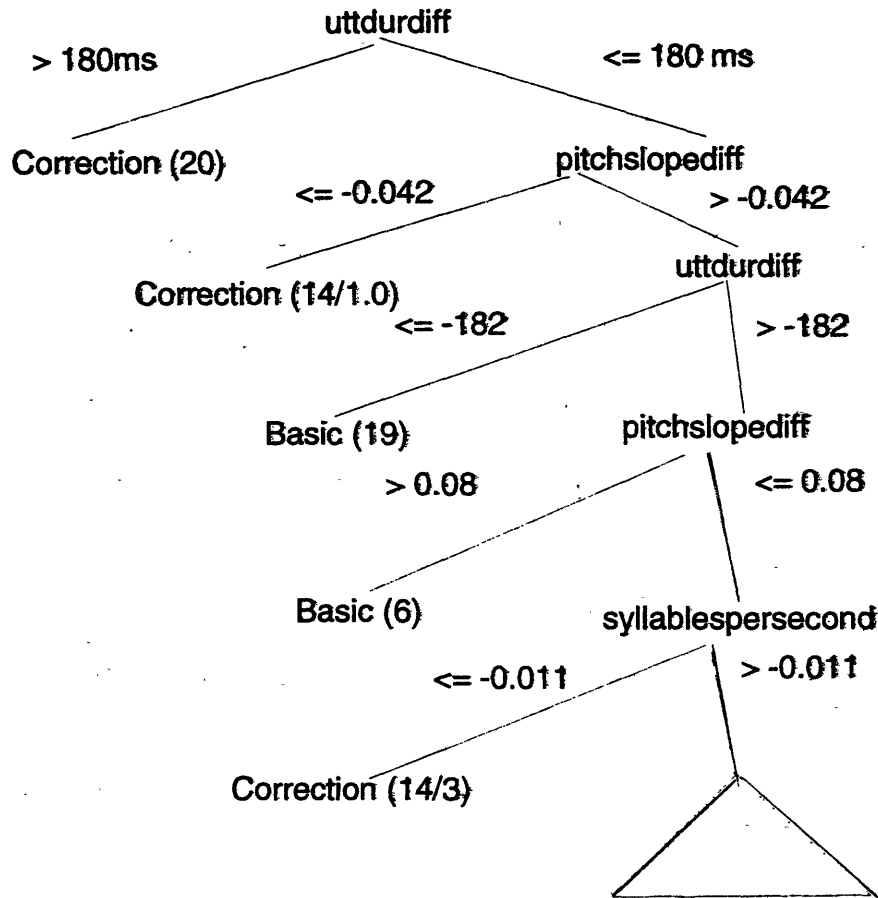 uttdurdiff
> 180ms
<= 180 ms
Correction (20)
pitchslopediff
<= -0.042
> -0.042
uttdurdiff
Correction (14/1.0)
<= -182
> -182
Basic (19)
pitchslopediff
> 0.08
<= 0.08
Basic (6)
syllablespersecond
<= -0.011
> -0.011
Correction (14/3)